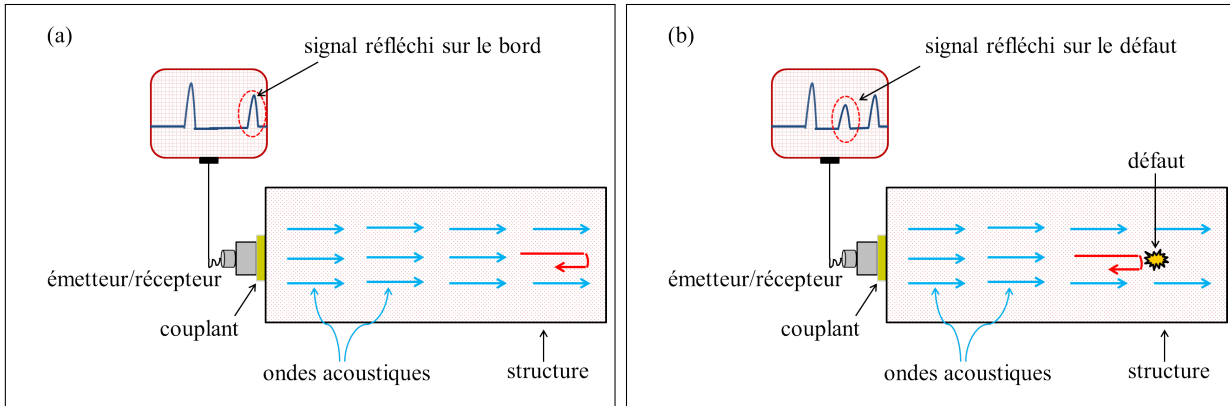 (a)
signal réfléchi sur le bord
émetteur/récepteur
couplant
ondes acoustiques
structure
(b)
signal réfléchi sur le défaut
défaut
émetteur/récepteur
couplant
ondes acoustiques
structure